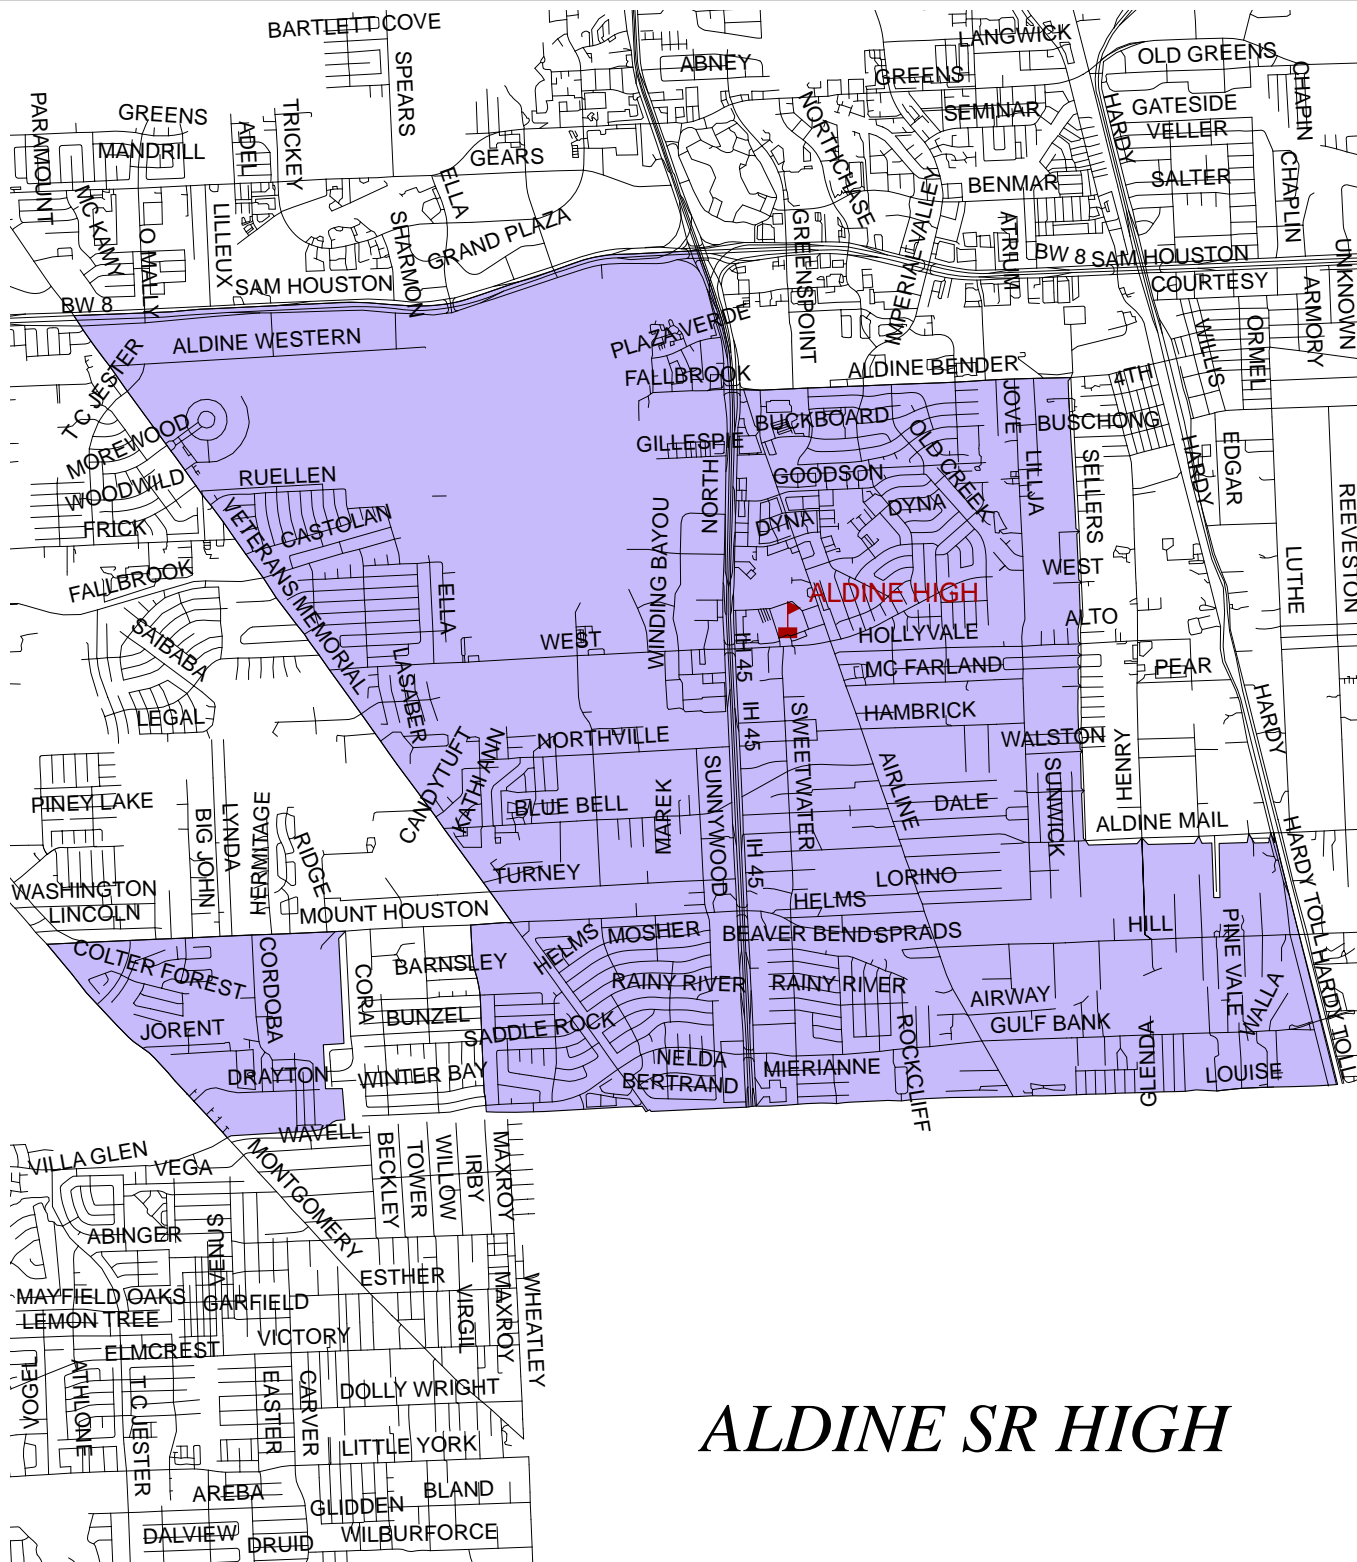 BARTLETT COVE
LANGWICK
ABNEY
OLD GREENS
SPEARS
GREENS
CHAPIN
PARAMOUNT
GREENS
TRICKEY
NORTHCHASE
SEMINAR
HARDY
GATESIDE
ADEL
VELLER
MANDRILL
GEARS
SALTER
CHAPLIN
MC KAMY
ELLA
BENMAR
IMPERIAL VALLEY
O MALLY
LILLEUX
SHARMON
GRAND PLAZA
GREENSPOINT
ATRIUM
BW 8
SAM HOUSTON
UNKNOWN
BW 8
SAM HOUSTON
COURTESY
ARMORY
ALDINE WESTERN
PLAZA VERDE
WILLIS
ORMEL
T C JESTER
FALLBROOK
ALDINE BENDER
4TH
JOVE
MOREWOOD
BUCKBOARD
BUSCHONG
GILLESPIE
OLD CREEK
HARDY
EDGAR
WOODWILD
RUELLEN
NORTH
GOODSON
LILLJA
SELLERS
REEVESTON
FRICK
VETERANS MEMORIAL
CASTOLAN
WINDING BAYOU
DYNA
DYNA
FALLBROOK
ELLA
WEST
LUTHE
ALDINE HIGH
SAIBABA
WEST
IH 45
HOLLYVALE
ALTO
LASABER
MC FARLAND
PEAR
LEGAL
IH 45
SWEETWATER
HAMBRICK
HARDY
CANDYTUFT
KATHI ANN
NORTHVILLE
WALSTON
HENRY
SUNNYWOOD
AIRLINE
SUNWICK
PINEY LAKE
BIG JOHN
LYNDA
HERMITAGE
RIDGE
BLUE BELL
MAREK
DALE
ALDINE MAIL
HARDY TOLL
WASHINGTON
TURNEY
IH 45
LORINO
LINCOLN
MOUNT HOUSTON
HELMS
HELMS
MOSHER
BEAVER BEND
SPRADS
HILL
PINE VALE
HARDY TOLL
COLTER FOREST
CORDOBA
CORA
BARNSLEY
RAINY RIVER
RAINY RIVER
AIRWAY
WALLA
JORENT
BUNZEL
SADDLE ROCK
ROCKCLIFF
GULF BANK
GLENDA
DRAYTON
WINTER BAY
NELDA
BERTRAND
MIERIANNE
LOUISE
WAVELL
VILLA GLEN
VEGA
MONTGOMERY
BECKLEY
TOWER
WILLOW
IRBY
MAXROY
ABINGER
SUNEA
ESTHER
MAYFIELD OAKS
GARFIELD
VIRGIL
MAXROY
WHEATLEY
LEMON TREE
VICTORY
ELMCREST
VOGEL
ATHLONE
T C JESTER
EASTER
CARVER
DOLLY WRIGHT
ALDINE SR HIGH
LITTLE YORK
AREBA
GLIDDEN
BLAND
DALVIEW
DRUID
WILBURFORCE